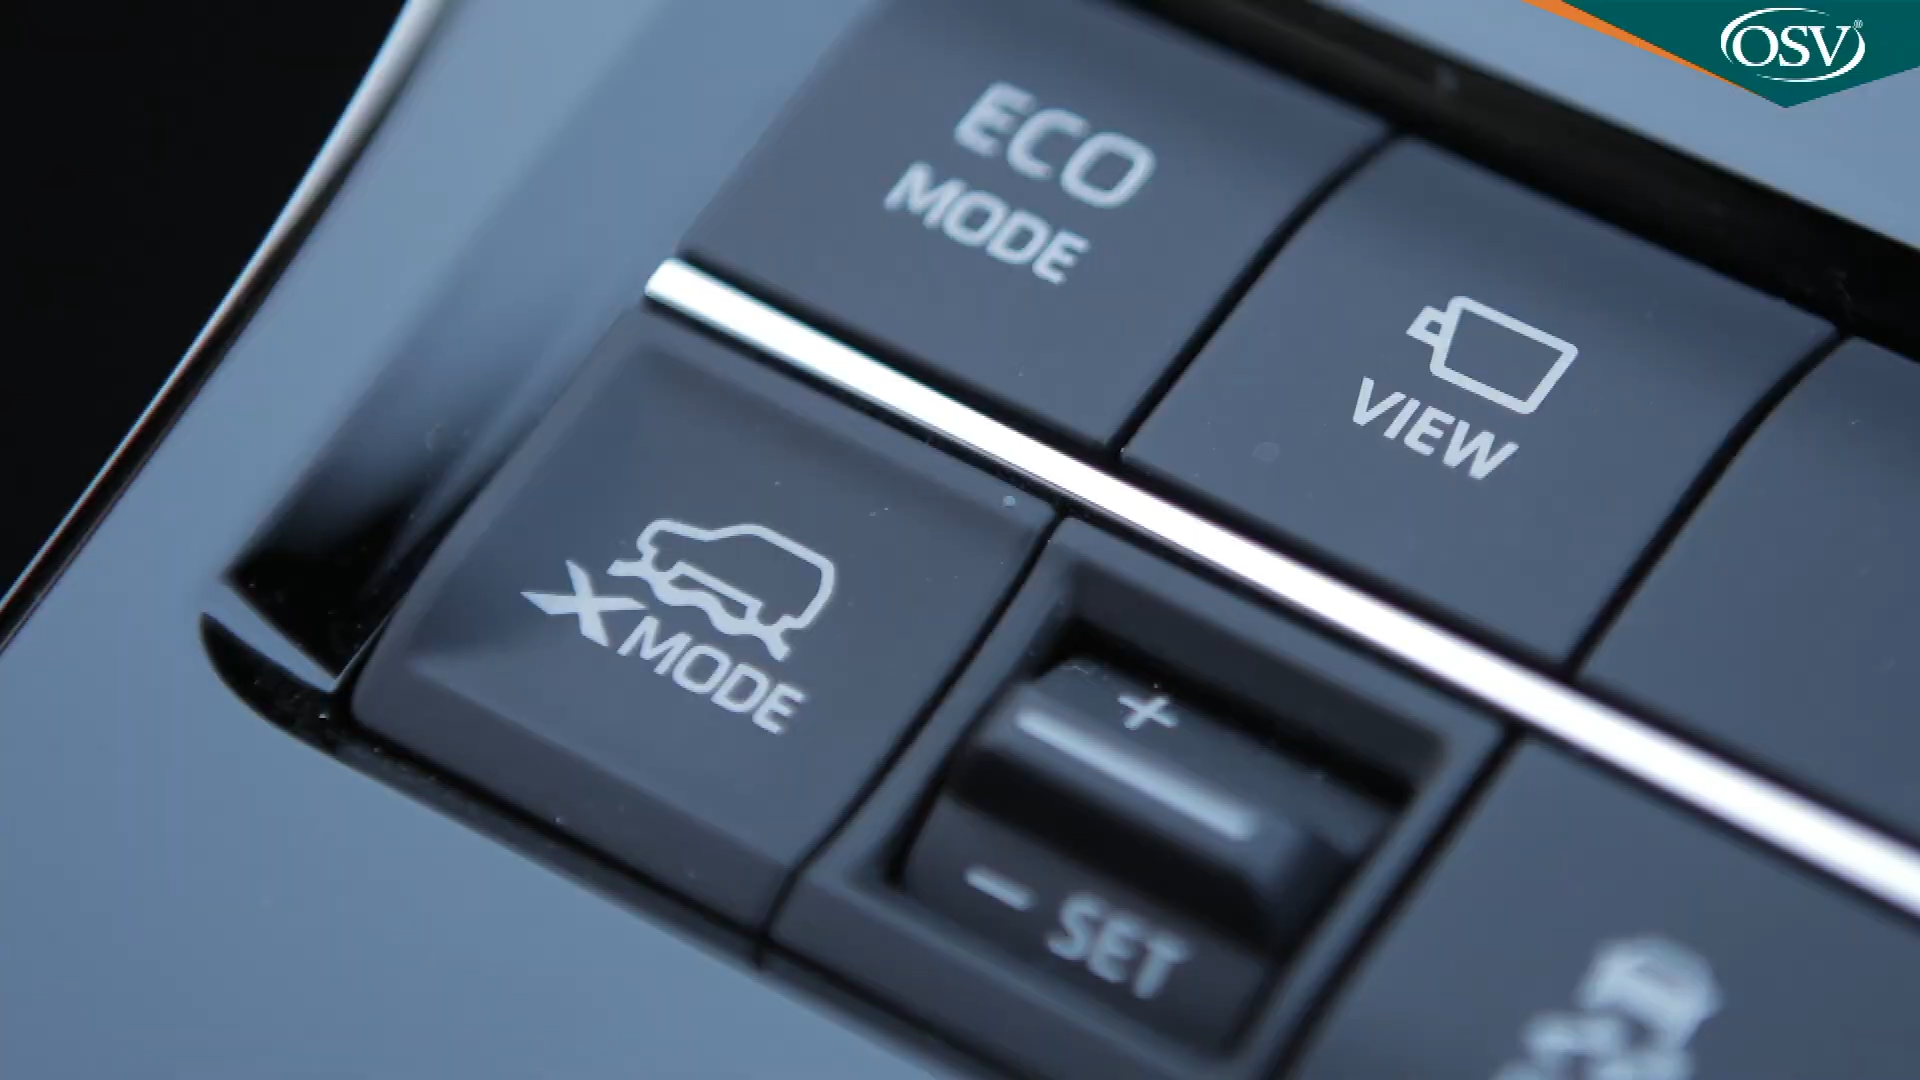 OSV®
ECO
MODE
VIEW
X MODE
+
- SET